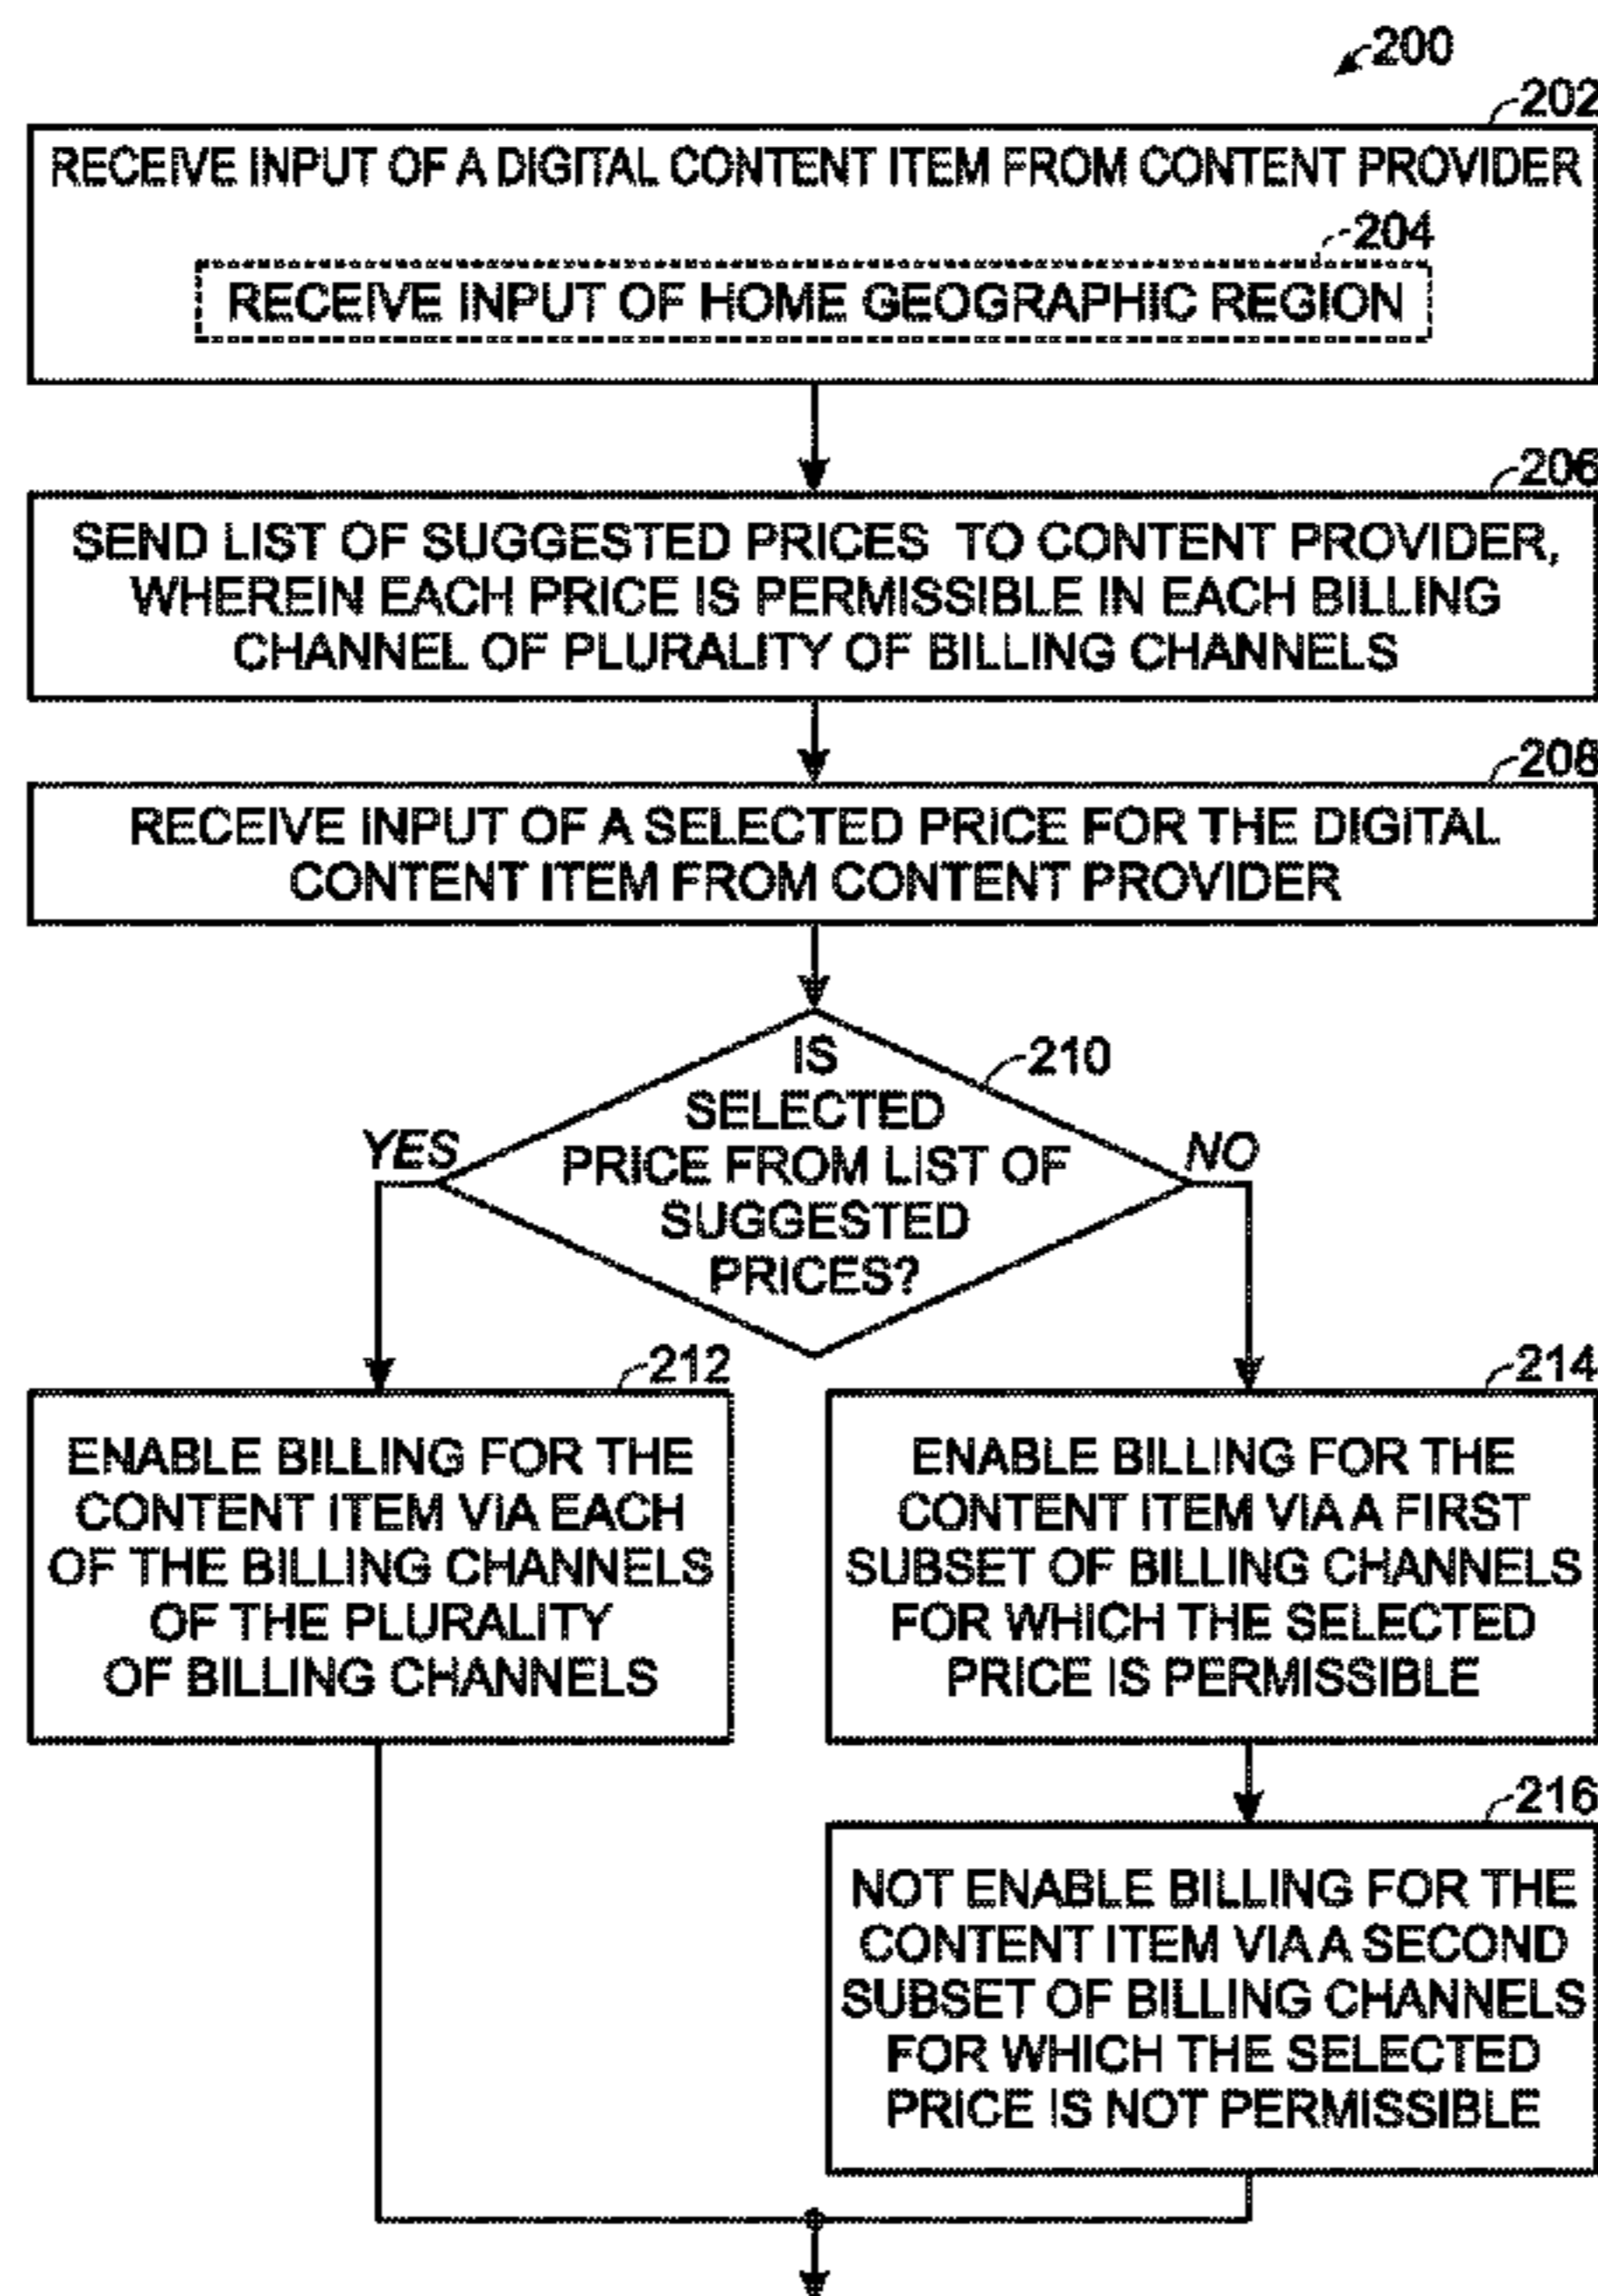 200
202
RECEIVE INPUT OF A DIGITAL CONTENT ITEM FROM CONTENT PROVIDER
204
RECEIVE INPUT OF HOME GEOGRAPHIC REGION
206
SEND LIST OF SUGGESTED PRICES TO CONTENT PROVIDER,
WHEREIN EACH PRICE IS PERMISSIBLE IN EACH BILLING
CHANNEL OF PLURALITY OF BILLING CHANNELS
208
RECEIVE INPUT OF A SELECTED PRICE FOR THE DIGITAL
CONTENT ITEM FROM CONTENT PROVIDER
210
IS
SELECTED
PRICE FROM LIST OF
SUGGESTED
PRICES?
YES
NO
212
ENABLE BILLING FOR THE
CONTENT ITEM VIA EACH
OF THE BILLING CHANNELS
OF THE PLURALITY
OF BILLING CHANNELS
214
ENABLE BILLING FOR THE
CONTENT ITEM VIA A FIRST
SUBSET OF BILLING CHANNELS
FOR WHICH THE SELECTED
PRICE IS PERMISSIBLE
216
NOT ENABLE BILLING FOR THE
CONTENT ITEM VIA A SECOND
SUBSET OF BILLING CHANNELS
FOR WHICH THE SELECTED
PRICE IS NOT PERMISSIBLE